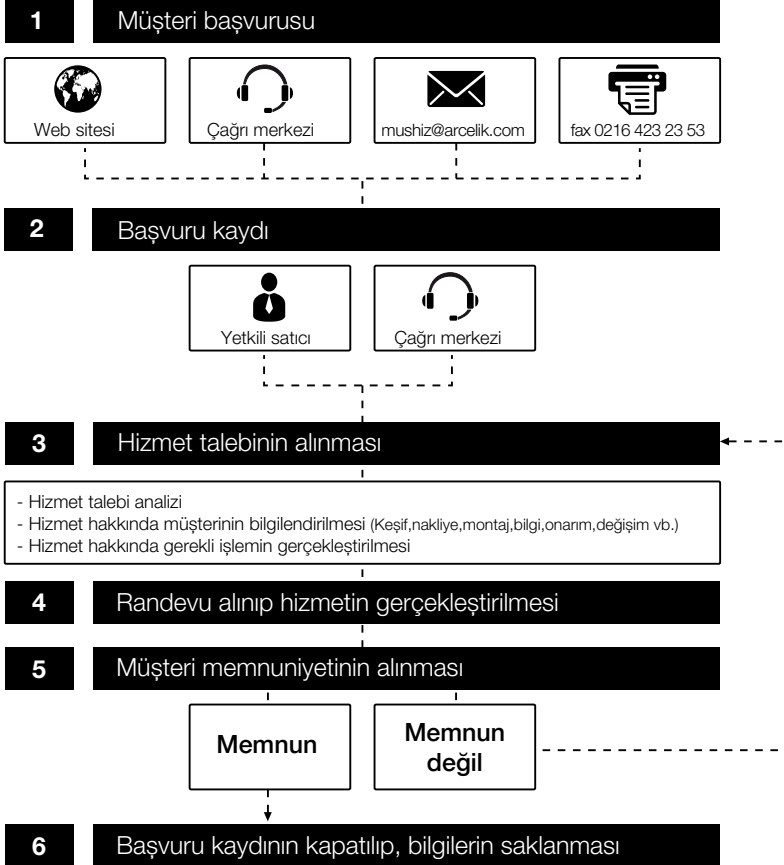 1 Müşteri başvurusu
Web sitesi
Çağrı merkezi
mushiz@arcelik.com
fax 0216 423 23 53
2 Başvuru kaydı
Yetkili satıcı
Çağrı merkezi
3 Hizmet talebinin alınması
- Hizmet talebi analizi
- Hizmet hakkında müşterinin bilgilendirilmesi (Keşif,nakliye,montaj,bilgi,onarım,değişim vb.)
- Hizmet hakkında gerekli işlemin gerçekleştirilmesi
4 Randevu alınıp hizmetin gerçekleştirilmesi
5 Müşteri memnuniyetinin alınması
Memnun
Memnun
değil
6 Başvuru kaydının kapatılıp, bilgilerin saklanması